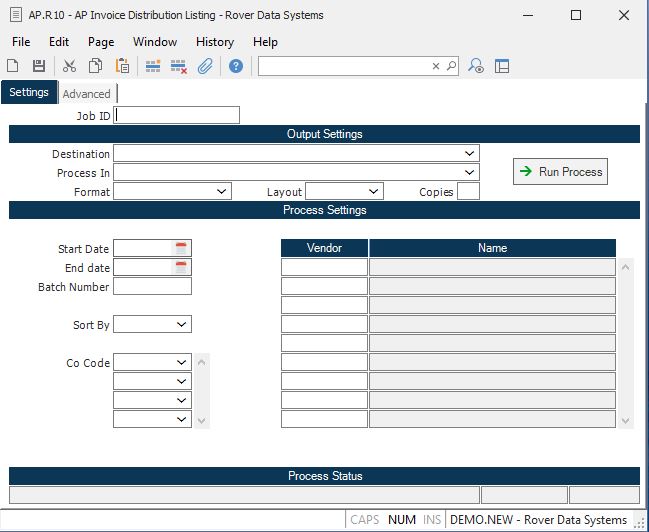 AP.R10 - AP Invoice Distribution Listing - Rover Data Systems
File Edit Page Window History Help
Settings Advanced
Job ID
Output Settings
Destination
Process In
Run Process
Format Layout Copies
Process Settings
Start Date
Vendor Name
End date
Batch Number
Sort By
Co Code
Process Status
CAPS NUM INS DEMO.NEW - Rover Data Systems